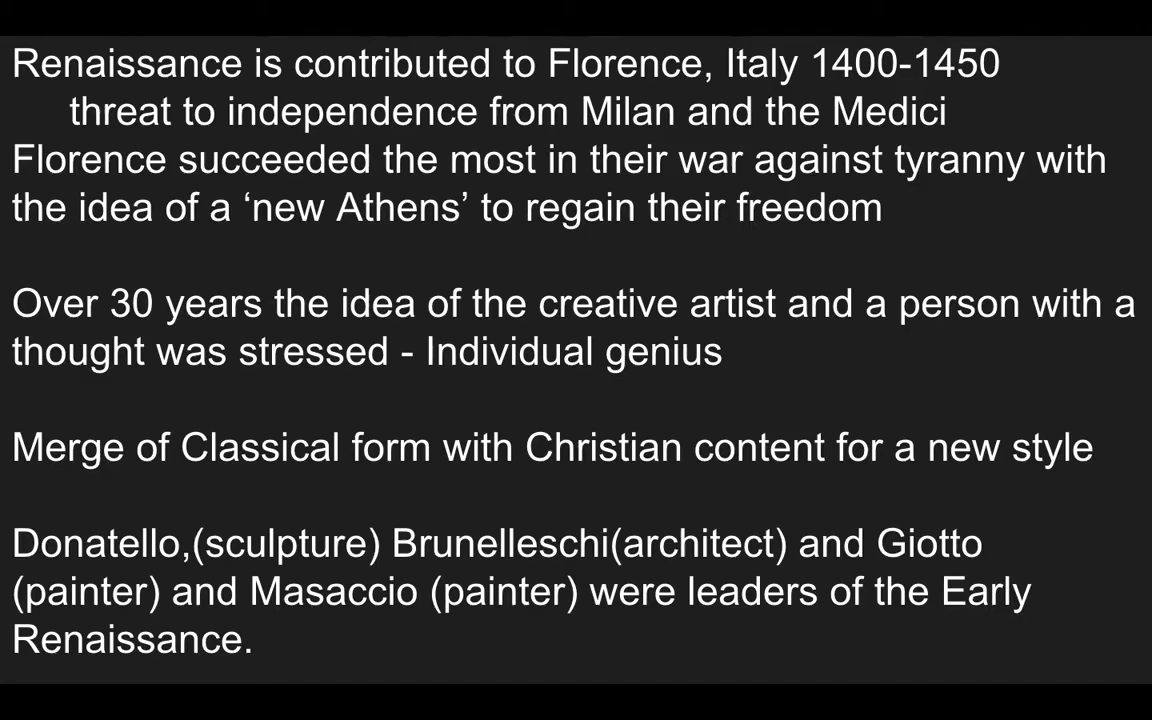 Renaissance is contributed to Florence, Italy 1400-1450
threat to independence from Milan and the Medici
Florence succeeded the most in their war against tyranny with
the idea of a ‘new Athens’ to regain their freedom
Over 30 years the idea of the creative artist and a person with a
thought was stressed - Individual genius
Merge of Classical form with Christian content for a new style
Donatello,(sculpture) Brunelleschi(architect) and Giotto
(painter) and Masaccio (painter) were leaders of the Early
Renaissance.